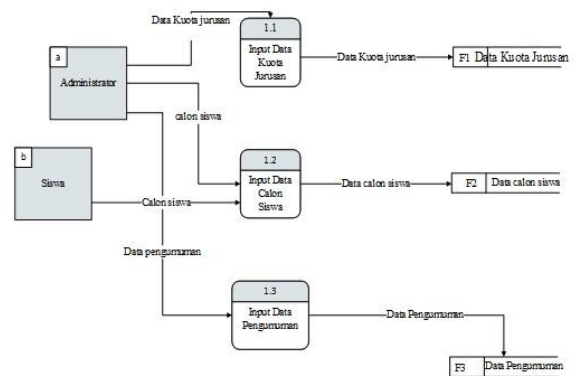 Data Kuota jurusan
1.1
Input Data
Kuota
Jurusan
Data Kuota jurusan
F1 Data Kuota Jurusan
a
Administrator
calon siswa
b
Siswa
Calon siswa
1.2
Input Data
Calon
Siswa
Data calon siswa
F2 Data calon siswa
Data pengumuman
1.3
Input Data
Pengumuman
Data Pengumuman
F3 Data Pengumuman